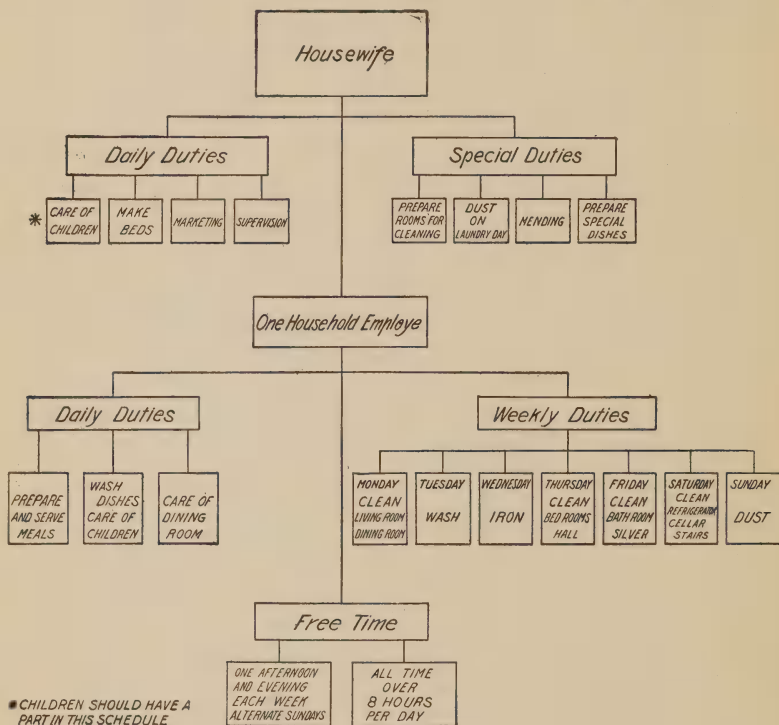 Housewife
Daily Duties
Special Duties
* CARE OF
CHILDREN
MAKE
BEDS
MARKETING
SUPERVISION
PREPARE
ROOMS FOR
CLEANING
DUST
ON
LAUNDRY DAY
MENDING
PREPARE
SPECIAL
DISHES
One Household Employe
Daily Duties
Weekly Duties
PREPARE
AND SERVE
MEALS
WASH
DISHES
CARE OF
CHILDREN
CARE OF
DINING
ROOM
MONDAY
CLEAN
LIVING ROOM
DINING ROOM
TUESDAY
WASH
WEDNESDAY
IRON
THURSDAY
CLEAN
BED ROOMS
HALL
FRIDAY
CLEAN
BATH ROOM
SILVER
SATURDAY
CLEAN
REFRIGERATOR
CELLAR
STAIRS
SUNDAY
DUST
Free Time
ONE AFTERNOON
AND EVENING
EACH WEEK
ALTERNATE SUNDAYS
ALL TIME
OVER
8 HOURS
PER DAY
* CHILDREN SHOULD HAVE A
PART IN THIS SCHEDULE